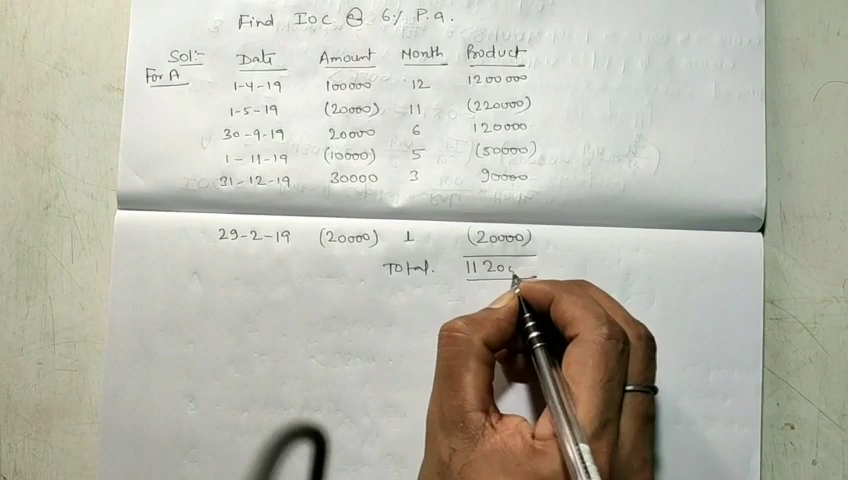 Find IOC @ 6% P.a.
Sol:- Date Amount Month Product
For A
1-4-19 100000 12 1200000
1-5-19 (20000) 11 (220000)
30-9-19 20000 6 120000
1-11-19 (10000) 5 (50000)
31-12-19 30000 3 90000
29-2-19 (20000) 1 (20000)
Total. 11200